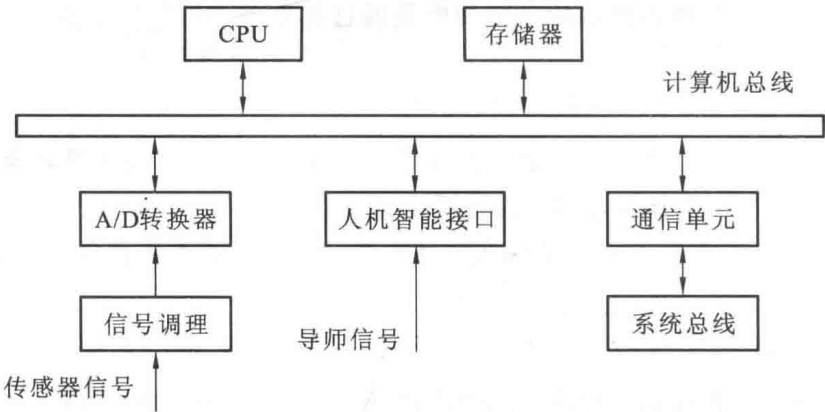 CPU
存储器
计算机总线
A/D转换器
人机智能接口
通信单元
信号调理
导师信号
系统总线
传感器信号